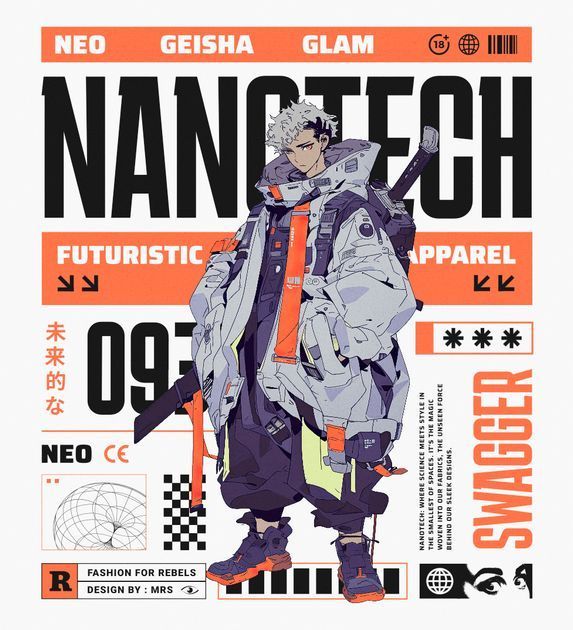 NEO GEISHA GLAM 18+
NANOTECH
FUTURISTIC APPAREL
未来的な
093
NEO CE
NANOTECH: WHERE SCIENCE MEETS STYLE IN
THE SMALLEST OF SPACES. IT'S THE MAGIC
WOVEN INTO OUR FABRICS, THE UNSEEN FORCE
BEHIND OUR SLEEK DESIGNS.
SWAGGER
R
FASHION FOR REBELS
DESIGN BY : MRS